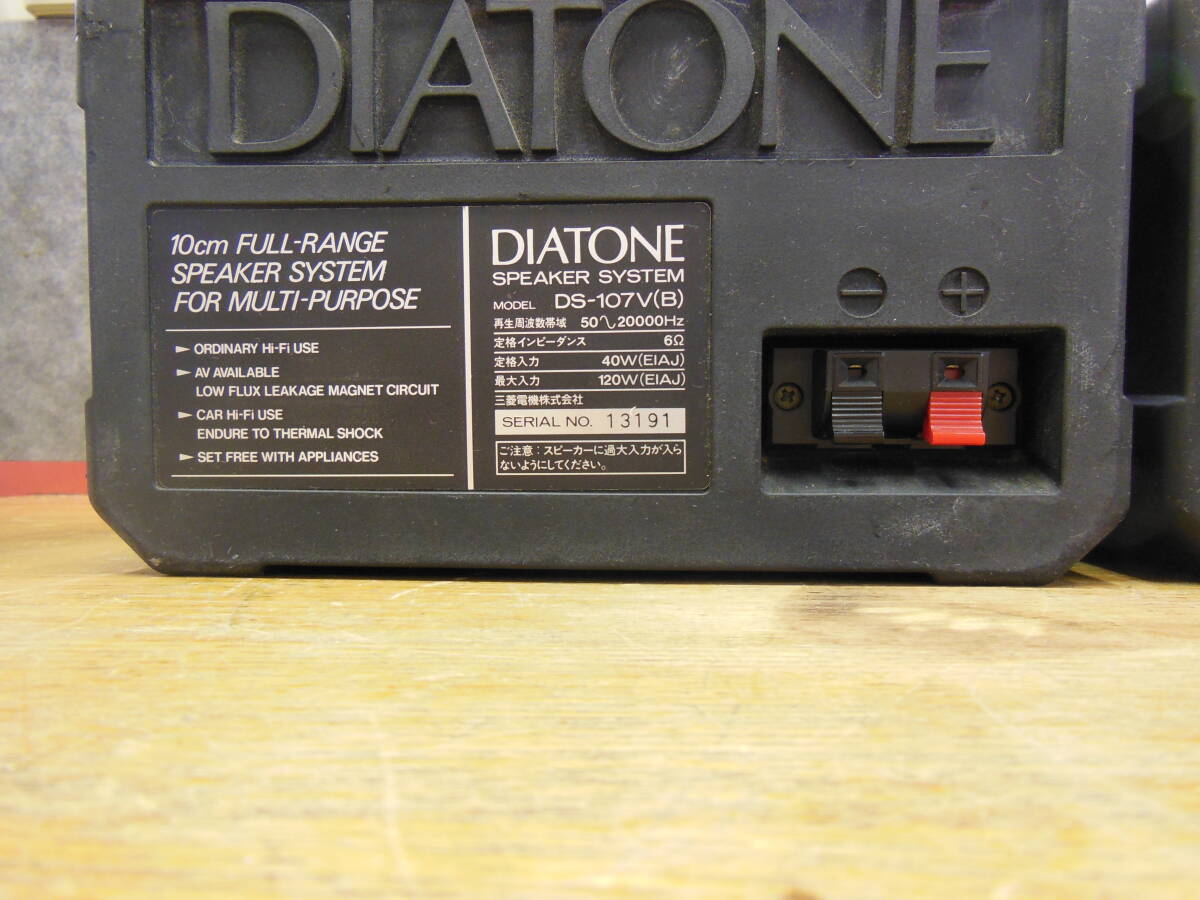 DIATONE
10cm FULL-RANGE
SPEAKER SYSTEM
FOR MULTI-PURPOSE
► ORDINARY Hi-Fi USE
► AV AVAILABLE
LOW FLUX LEAKAGE MAGNET CIRCUIT
► CAR Hi-Fi USE
ENDURE TO THERMAL SHOCK
► SET FREE WITH APPLIANCES
DIATONE
SPEAKER SYSTEM
MODEL DS-107V(B)
再生周波数帯域 50〜20000Hz
定格インピーダンス 6Ω
定格入力 40W(EIAJ)
最大入力 120W(EIAJ)
三菱電機株式会社
SERIAL NO. 13191
ご注意：スピーカーに過大入力が入ら
ないようにしてください。
− +